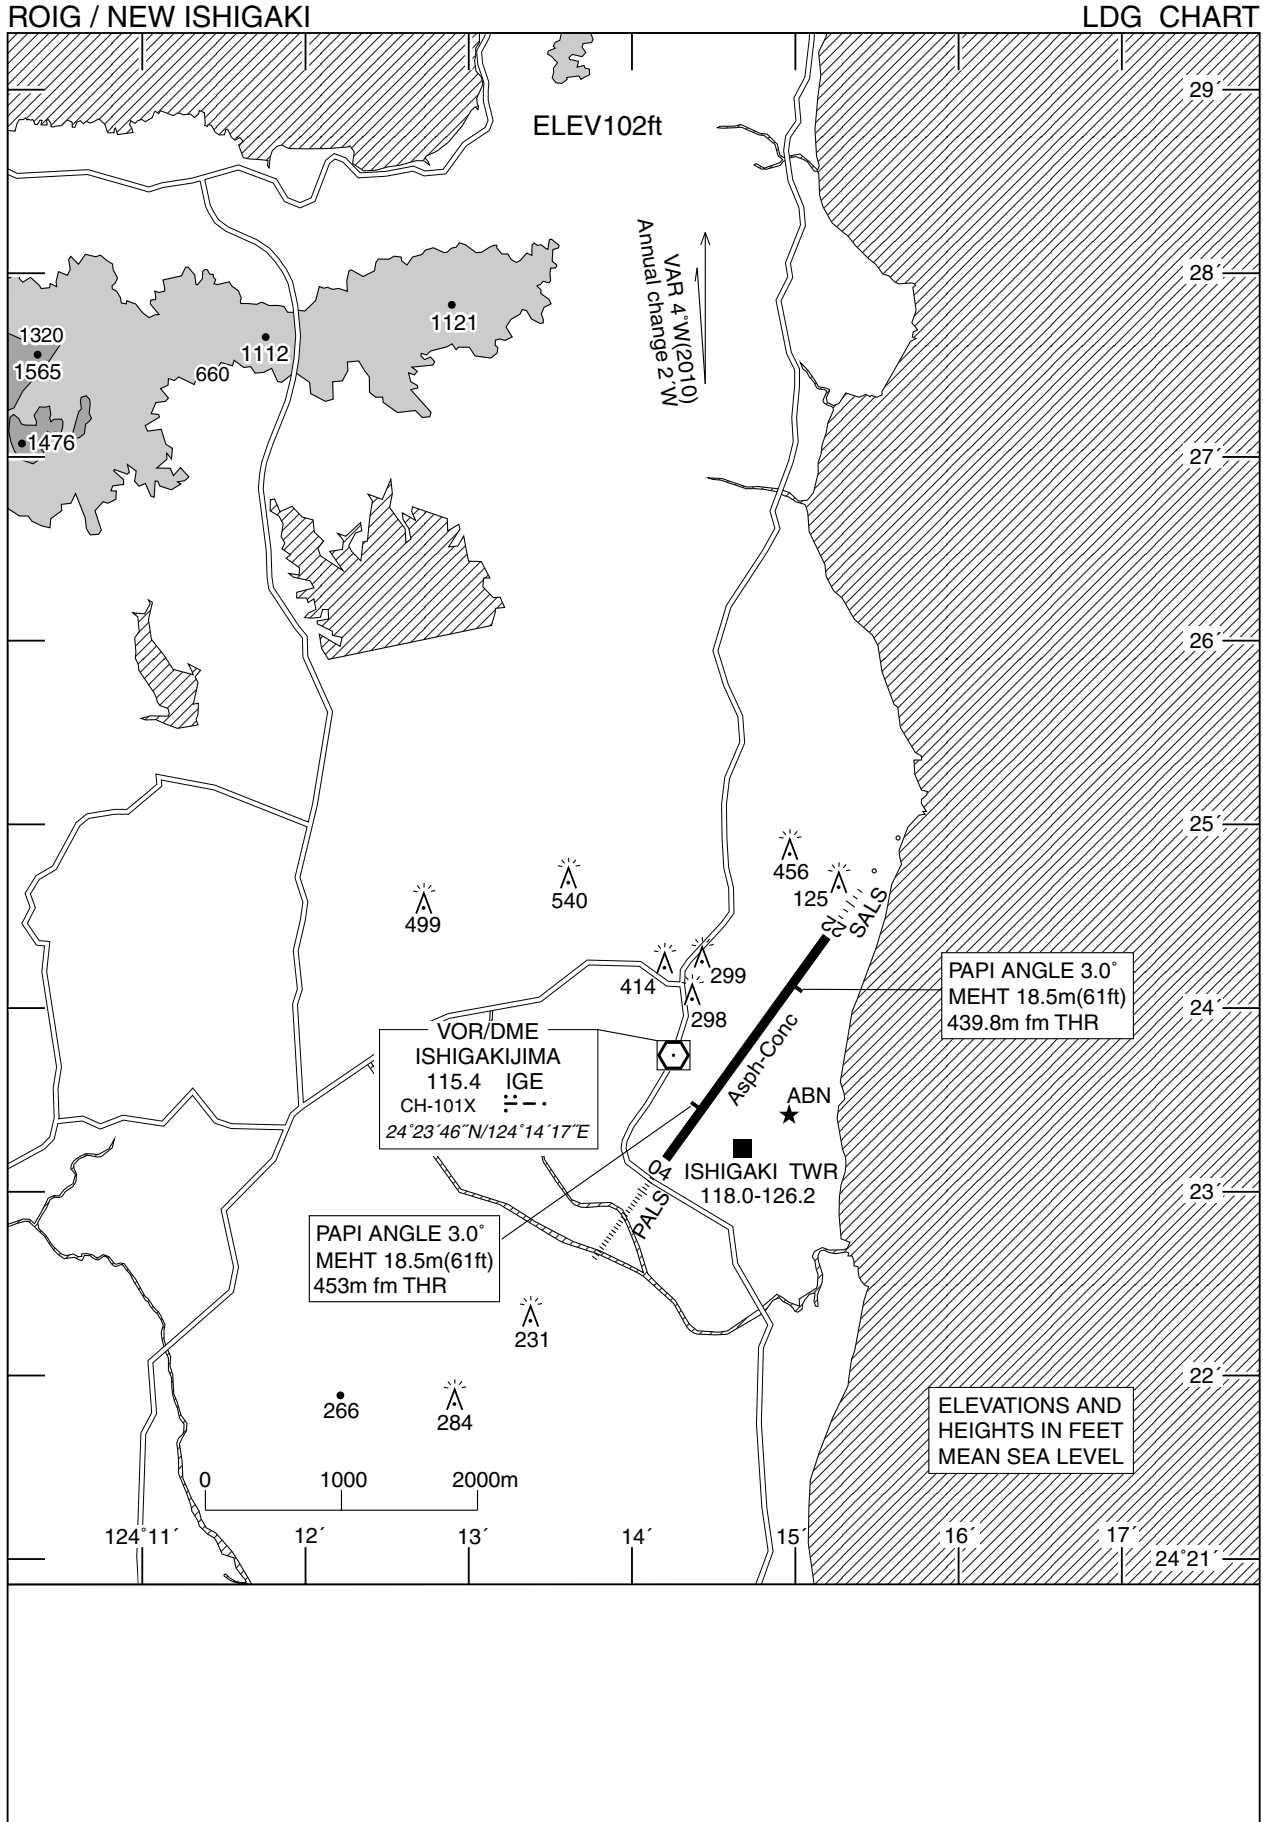 ROIG / NEW ISHIGAKI
LDG CHART
29´
ELEV102ft
28´
VAR 4˚W(2010)
Annual change 2´W
1121
1320
1112
1565
660
1476
27´
26´
25´
456
540
125
499
SALS
22
299
414
PAPI ANGLE 3.0˚
MEHT 18.5m(61ft)
439.8m fm THR
24´
298
VOR/DME
ISHIGAKIJIMA
115.4 IGE
CH-101X
24˚23´46˝N/124˚14´17˝E
Asph-Conc
ABN
04
ISHIGAKI TWR
118.0-126.2
23´
PALS
PAPI ANGLE 3.0˚
MEHT 18.5m(61ft)
453m fm THR
231
22´
266
284
ELEVATIONS AND
HEIGHTS IN FEET
MEAN SEA LEVEL
0 1000 2000m
124˚11´ 12´ 13´ 14´ 15´ 16´ 17´
24˚21´